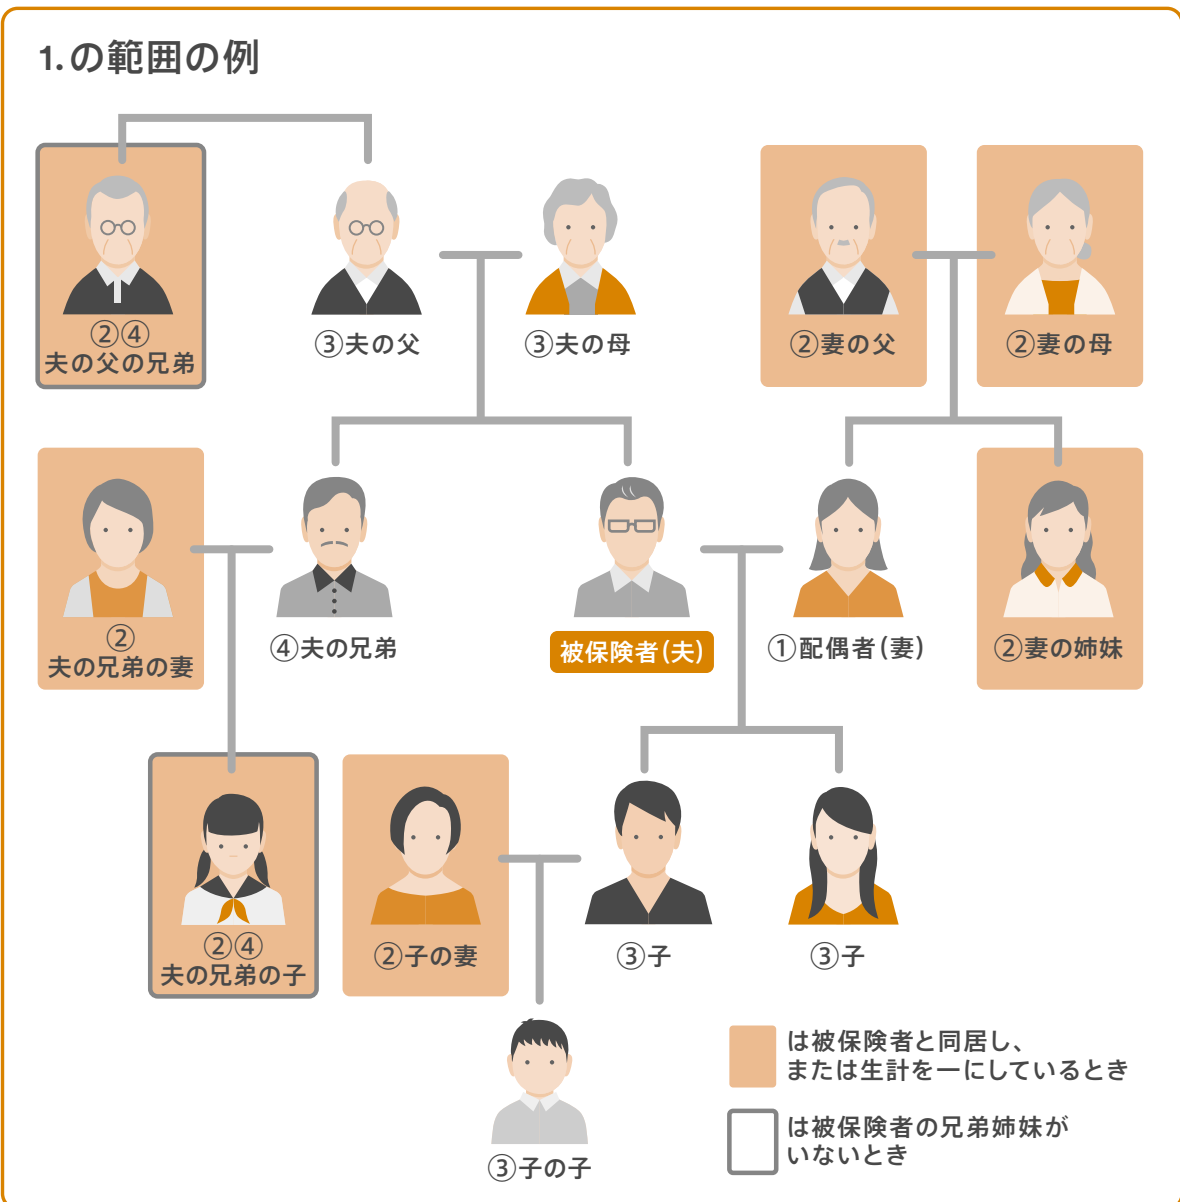 1.の範囲の例
②④
夫の父の兄弟
③夫の父
③夫の母
②妻の父
②妻の母
②
夫の兄弟の妻
④夫の兄弟
被保険者(夫)
①配偶者(妻)
②妻の姉妹
②④
夫の兄弟の子
②子の妻
③子
③子
③子の子
は被保険者と同居し、
または生計を一にしているとき
は被保険者の兄弟姉妹が
いないとき